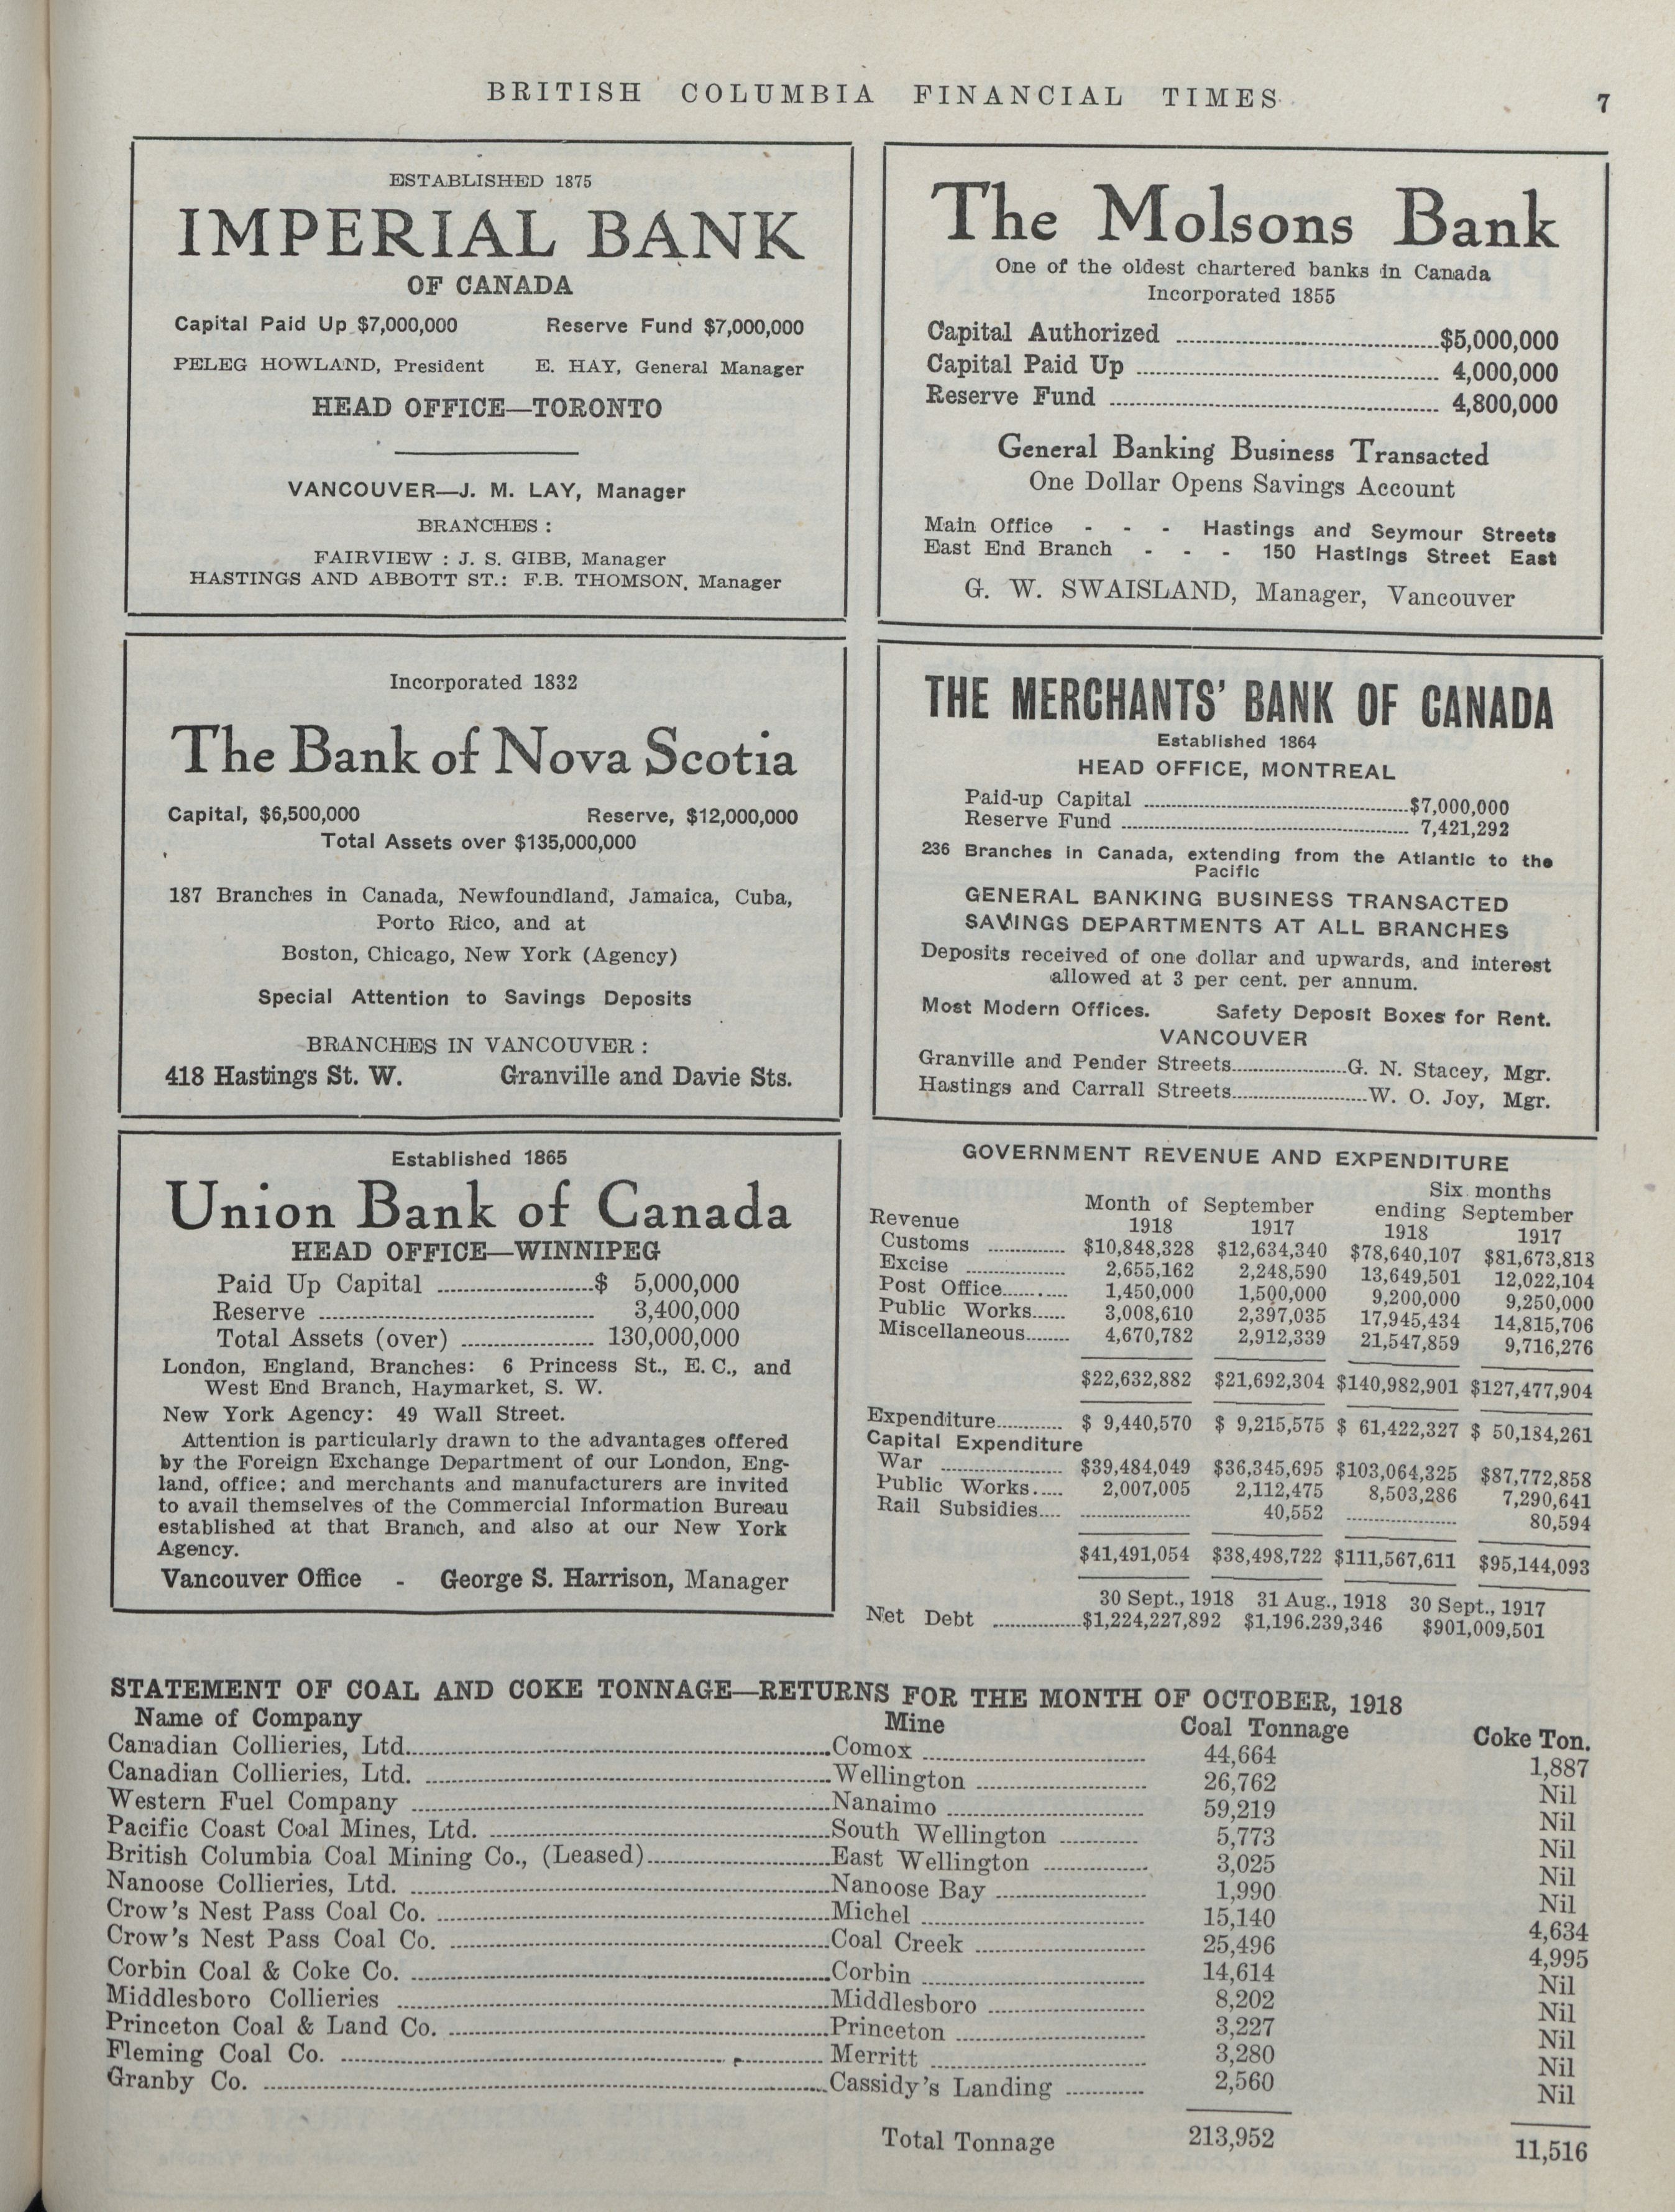 BRITISH COLUMBIA FINANCIAL TIMES 7
ESTABLISHED 1875
IMPERIAL BANK
OF CANADA
Capital Paid Up $7,000,000 Reserve Fund $7,000,000
PELEG HOWLAND, President E. HAY, General Manager
HEAD OFFICE—TORONTO
VANCOUVER—J. M. LAY, Manager
BRANCHES :
FAIRVIEW : J. S. GIBB, Manager
HASTINGS AND ABBOTT ST.: F.B. THOMSON, Manager
The Molsons Bank
One of the oldest chartered banks in Canada
Incorporated 1855
Capital Authorized ........ $5,000,000
Capital Paid Up ........ 4,000,000
Reserve Fund ........ 4,800,000
General Banking Business Transacted
One Dollar Opens Savings Account
Main Office - - - Hastings and Seymour Streets
East End Branch - - - 150 Hastings Street East
G. W. SWAISLAND, Manager, Vancouver
Incorporated 1832
The Bank of Nova Scotia
Capital, $6,500,000 Reserve, $12,000,000
Total Assets over $135,000,000
187 Branches in Canada, Newfoundland, Jamaica, Cuba,
Porto Rico, and at
Boston, Chicago, New York (Agency)
Special Attention to Savings Deposits
BRANCHES IN VANCOUVER :
418 Hastings St. W. Granville and Davie Sts.
THE MERCHANTS' BANK OF CANADA
Established 1864
HEAD OFFICE, MONTREAL
Paid-up Capital ........ $7,000,000
Reserve Fund ........ 7,421,292
236 Branches in Canada, extending from the Atlantic to the
Pacific
GENERAL BANKING BUSINESS TRANSACTED
SAVINGS DEPARTMENTS AT ALL BRANCHES
Deposits received of one dollar and upwards, and interest
allowed at 3 per cent. per annum.
Most Modern Offices. Safety Deposit Boxes for Rent.
VANCOUVER
Granville and Pender Streets........G. N. Stacey, Mgr.
Hastings and Carrall Streets........W. O. Joy, Mgr.
Established 1865
Union Bank of Canada
HEAD OFFICE—WINNIPEG
Paid Up Capital ........$ 5,000,000
Reserve ........ 3,400,000
Total Assets (over) ........ 130,000,000
London, England, Branches: 6 Princess St., E. C., and
West End Branch, Haymarket, S. W.
New York Agency: 49 Wall Street.
Attention is particularly drawn to the advantages offered
by the Foreign Exchange Department of our London, Eng-
land, office; and merchants and manufacturers are invited
to avail themselves of the Commercial Information Bureau
established at that Branch, and also at our New York
Agency.
Vancouver Office - George S. Harrison, Manager
GOVERNMENT REVENUE AND EXPENDITURE
Six months
Month of September ending September
Revenue 1918 1917 1918 1917
Customs ........ $10,848,328 $12,634,340 $78,640,107 $81,673,818
Excise ........ 2,655,162 2,248,590 13,649,501 12,022,104
Post Office........ 1,450,000 1,500,000 9,200,000 9,250,000
Public Works...... 3,008,610 2,397,035 17,945,434 14,815,706
Miscellaneous........ 4,670,782 2,912,339 21,547,859 9,716,276
$22,632,882 $21,692,304 $140,982,901 $127,477,904
Expenditure........ $ 9,440,570 $ 9,215,575 $ 61,422,327 $ 50,184,261
Capital Expenditure
War ........ $39,484,049 $36,345,695 $103,064,325 $87,772,858
Public Works..... 2,007,005 2,112,475 8,503,286 7,290,641
Rail Subsidies.... ........ 40,552 ........ 80,594
$41,491,054 $38,498,722 $111,567,611 $95,144,093
30 Sept., 1918 31 Aug., 1918 30 Sept., 1917
Net Debt ........$1,224,227,892 $1,196.239,346 $901,009,501
STATEMENT OF COAL AND COKE TONNAGE—RETURNS FOR THE MONTH OF OCTOBER, 1918
Name of Company Mine Coal Tonnage Coke Ton.
Canadian Collieries, Ltd........Comox ........ 44,664 1,887
Canadian Collieries, Ltd. ........Wellington ........ 26,762 Nil
Western Fuel Company ........Nanaimo ........ 59,219 Nil
Pacific Coast Coal Mines, Ltd. ........South Wellington ........ 5,773 Nil
British Columbia Coal Mining Co., (Leased)........East Wellington ........ 3,025 Nil
Nanoose Collieries, Ltd. ........Nanoose Bay ........ 1,990 Nil
Crow's Nest Pass Coal Co. ........Michel ........ 15,140 4,634
Crow's Nest Pass Coal Co. ........Coal Creek ........ 25,496 4,995
Corbin Coal & Coke Co. ........Corbin ........ 14,614 Nil
Middlesboro Collieries ........Middlesboro ........ 8,202 Nil
Princeton Coal & Land Co. ........Princeton ........ 3,227 Nil
Fleming Coal Co. ........ Merritt ........ 3,280 Nil
Granby Co. ........Cassidy's Landing ........ 2,560 Nil
Total Tonnage 213,952 11,516